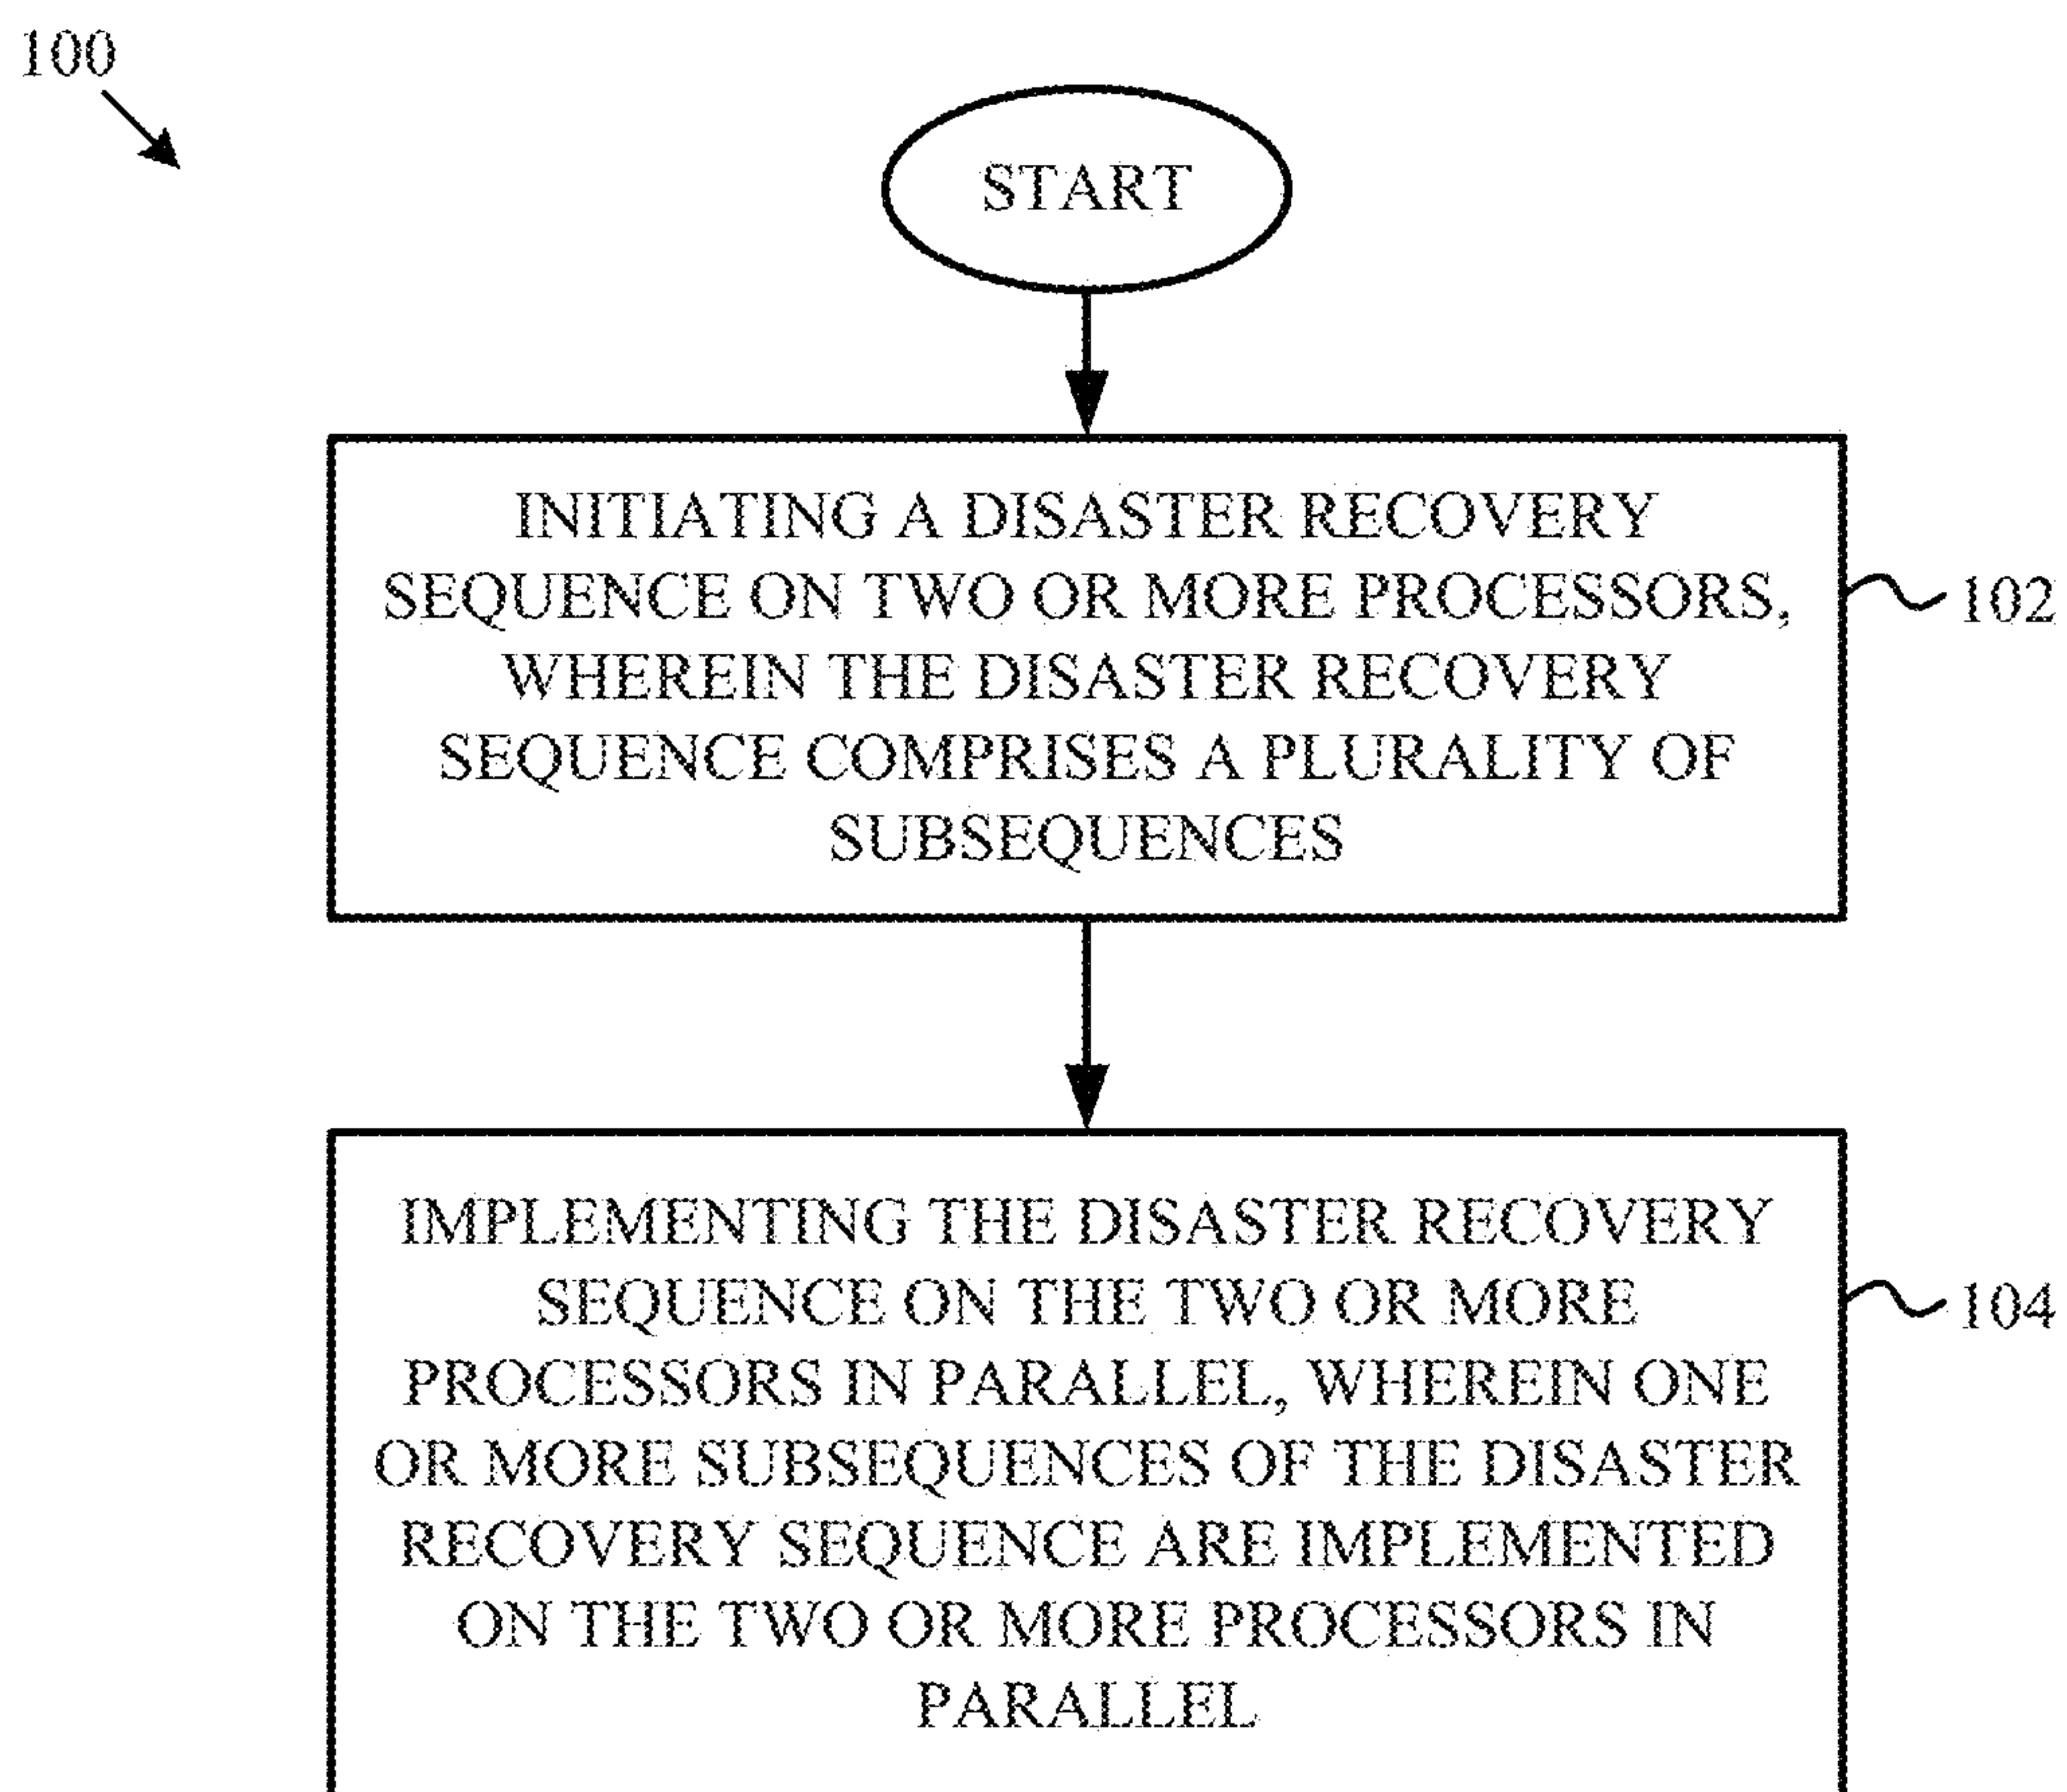 100
START
INITIATING A DISASTER RECOVERY
SEQUENCE ON TWO OR MORE PROCESSORS,
WHEREIN THE DISASTER RECOVERY
SEQUENCE COMPRISES A PLURALITY OF
SUBSEQUENCES
102
IMPLEMENTING THE DISASTER RECOVERY
SEQUENCE ON THE TWO OR MORE
PROCESSORS IN PARALLEL, WHEREIN ONE
OR MORE SUBSEQUENCES OF THE DISASTER
RECOVERY SEQUENCE ARE IMPLEMENTED
ON THE TWO OR MORE PROCESSORS IN
PARALLEL
104